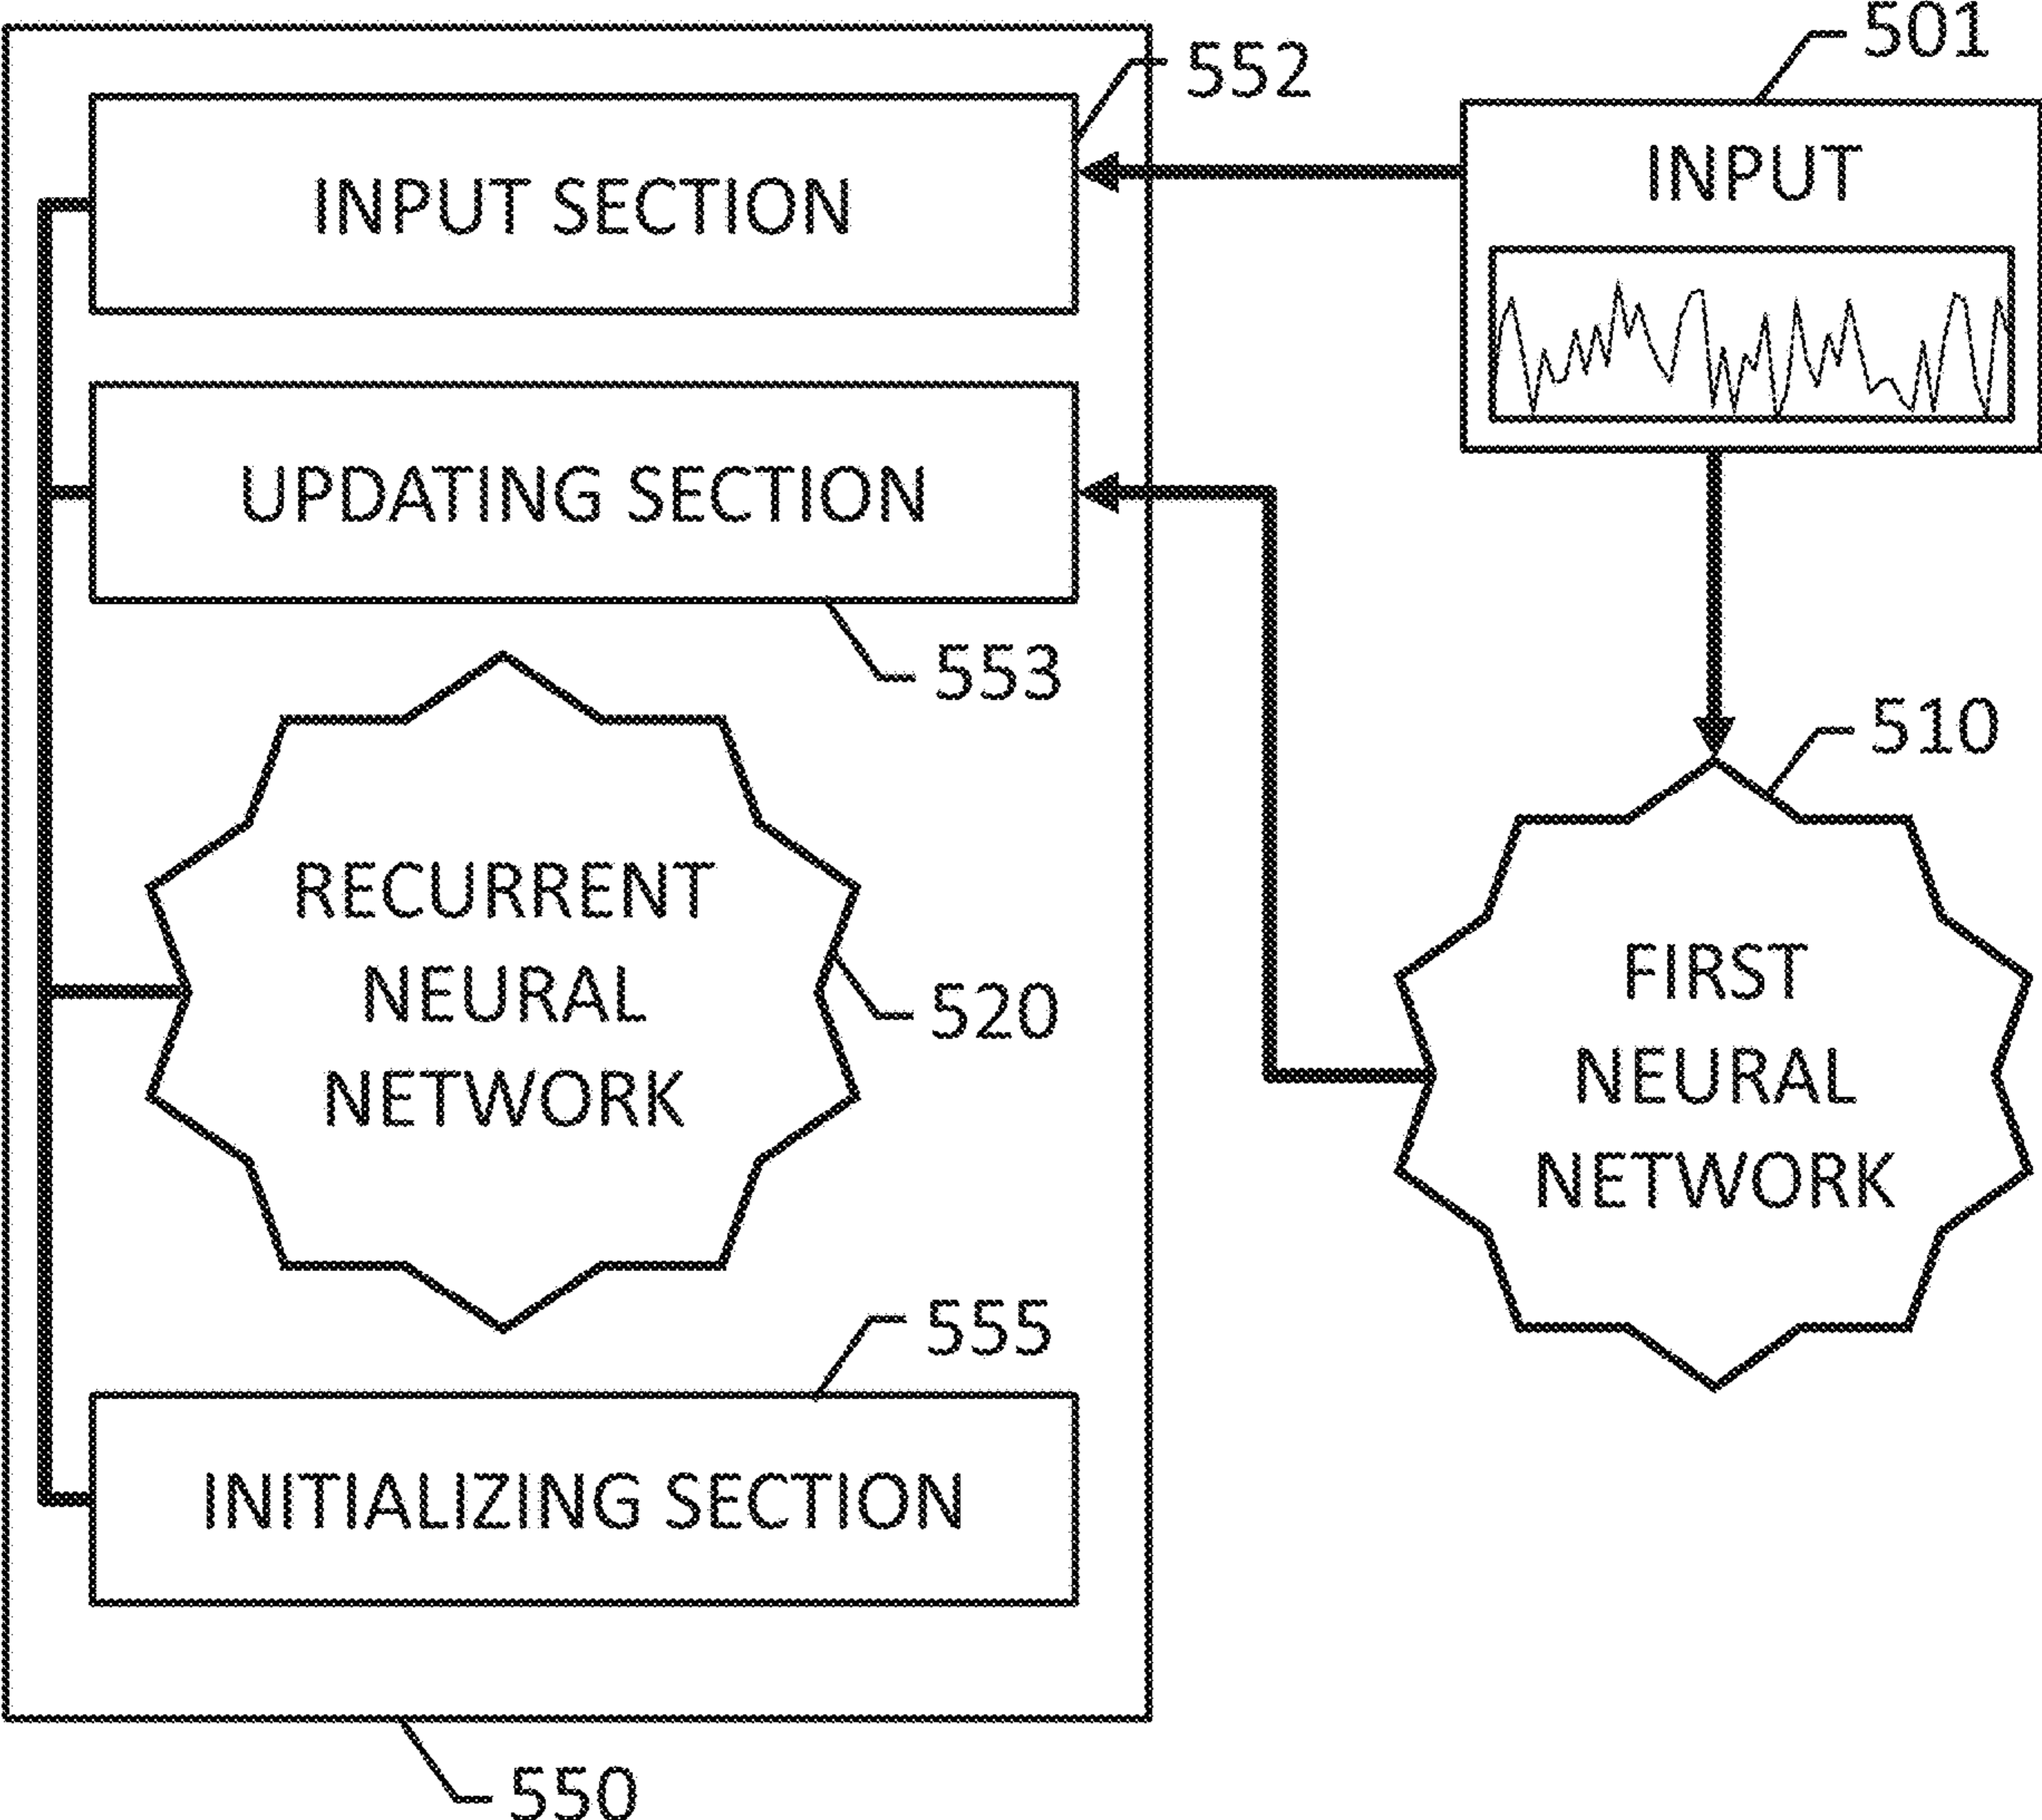 501
552
INPUT
INPUT SECTION
UPDATING SECTION
553
510
RECURRENT
NEURAL
NETWORK
520
FIRST
NEURAL
NETWORK
555
INITIALIZING SECTION
550